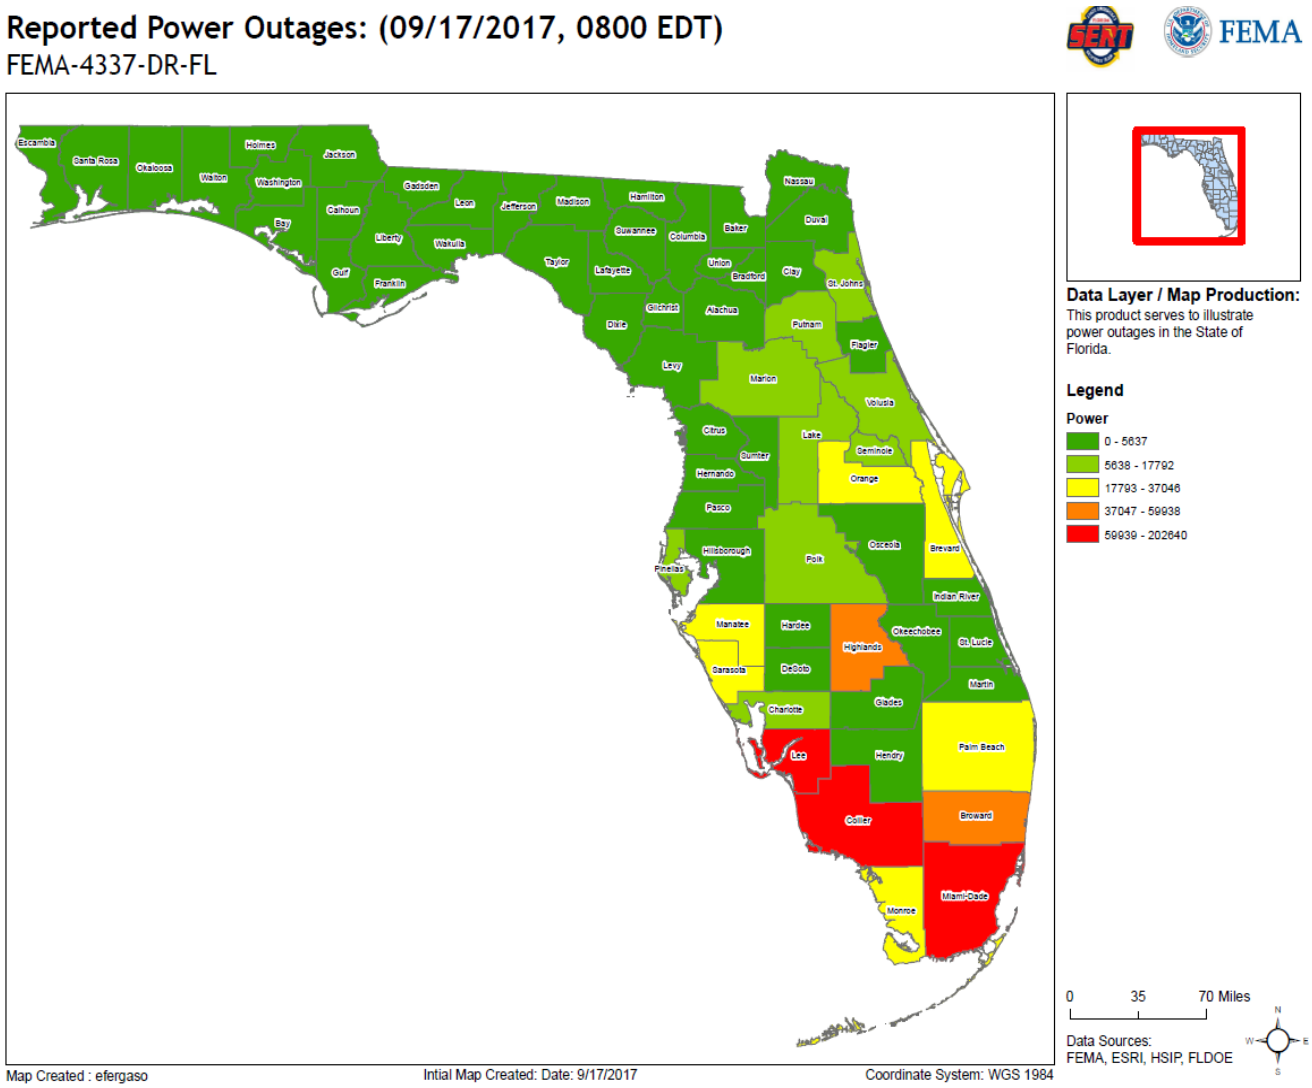 Reported Power Outages: (09/17/2017, 0800 EDT)
FEMA-4337-DR-FL
SERT
FEMA
Escambia
Santa Rosa
Okaloosa
Walton
Holmes
Washington
Jackson
Bay
Calhoun
Gulf
Liberty
Franklin
Gadsden
Leon
Wakulla
Jefferson
Madison
Taylor
Hamilton
Suwannee
Lafayette
Columbia
Baker
Union
Bradford
Nassau
Duval
Clay
St. Johns
Dixie
Gilchrist
Alachua
Putnam
Flagler
Levy
Marion
Volusia
Citrus
Sumter
Lake
Seminole
Hernando
Orange
Pasco
Pinellas
Hillsborough
Polk
Osceola
Brevard
Indian River
Manatee
Hardee
Highlands
Okeechobee
St. Lucie
Sarasota
DeSoto
Martin
Charlotte
Glades
Lee
Hendry
Palm Beach
Collier
Broward
Monroe
Miami-Dade
Data Layer / Map Production:
This product serves to illustrate
power outages in the State of
Florida.
Legend
Power
0 - 5637
5638 - 17792
17793 - 37046
37047 - 59938
59939 - 202640
0 35 70 Miles
N
W E
S
Data Sources:
FEMA, ESRI, HSIP, FLDOE
Map Created : efergaso
Intial Map Created: Date: 9/17/2017
Coordinate System: WGS 1984